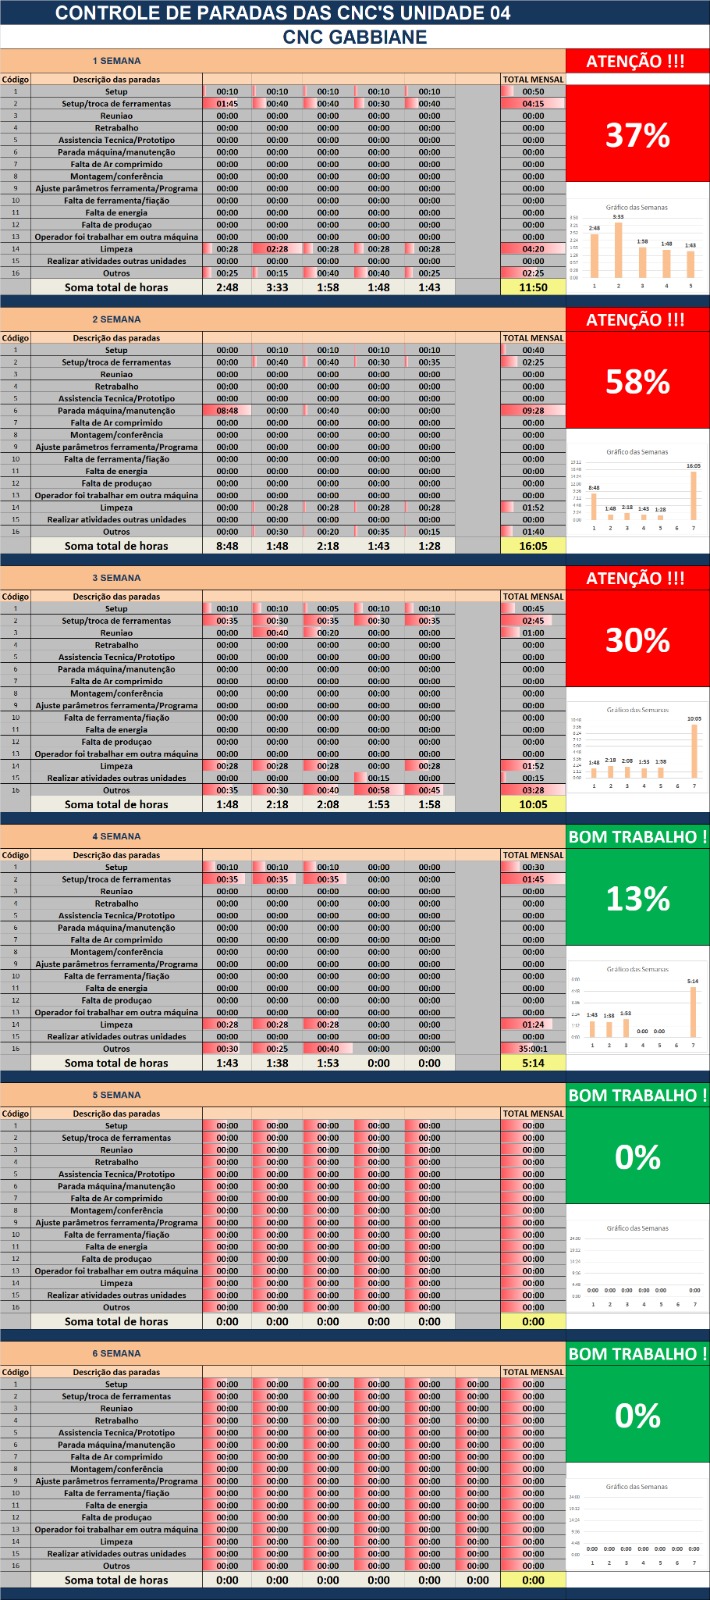 CONTROLE DE PARADAS DAS CNC'S UNIDADE 04
CNC GABBIANE
1 SEMANA ATENÇÃO !!!
Código Descrição das paradas TOTAL MENSAL
1 Setup 00:10 00:10 00:10 00:10 00:10 00:50
2 Setup/troca de ferramentas 01:45 00:40 00:40 00:30 00:40 04:15
3 Reuniao 00:00 00:00 00:00 00:00 00:00 00:00
4 Retrabalho 00:00 00:00 00:00 00:00 00:00 00:00
5 Assistencia Tecnica/Prototipo 00:00 00:00 00:00 00:00 00:00 00:00
6 Parada máquina/manutenção 00:00 00:00 00:00 00:00 00:00 00:00
7 Falta de Ar comprimido 00:00 00:00 00:00 00:00 00:00 00:00
8 Montagem/conferência 00:00 00:00 00:00 00:00 00:00 00:00
9 Ajuste parâmetros ferramenta/Programa 00:00 00:00 00:00 00:00 00:00 00:00
10 Falta de ferramenta/fiação 00:00 00:00 00:00 00:00 00:00 00:00
11 Falta de energia 00:00 00:00 00:00 00:00 00:00 00:00
12 Falta de produçao 00:00 00:00 00:00 00:00 00:00 00:00
13 Operador foi trabalhar em outra máquina 00:00 00:00 00:00 00:00 00:00 00:00
14 Limpeza 00:28 02:28 00:28 00:28 00:28 04:20
15 Realizar atividades outras unidades 00:00 00:00 00:00 00:00 00:00 00:00
16 Outros 00:25 00:15 00:40 00:40 00:25 02:25
Soma total de horas 2:48 3:33 1:58 1:48 1:43 11:50
37%
Gráfico das Semanas
2:48 3:33 1:58 1:48 1:43
1 2 3 4 5
2 SEMANA ATENÇÃO !!!
Código Descrição das paradas TOTAL MENSAL
1 Setup 00:00 00:10 00:10 00:10 00:10 00:40
2 Setup/troca de ferramentas 00:00 00:40 00:40 00:30 00:35 02:25
3 Reuniao 00:00 00:00 00:00 00:00 00:00 00:00
4 Retrabalho 00:00 00:00 00:00 00:00 00:00 00:00
5 Assistencia Tecnica/Prototipo 00:00 00:00 00:00 00:00 00:00 00:00
6 Parada máquina/manutenção 08:48 00:00 00:40 00:00 00:00 09:28
7 Falta de Ar comprimido 00:00 00:00 00:00 00:00 00:00 00:00
8 Montagem/conferência 00:00 00:00 00:00 00:00 00:00 00:00
9 Ajuste parâmetros ferramenta/Programa 00:00 00:00 00:00 00:00 00:00 00:00
10 Falta de ferramenta/fiação 00:00 00:00 00:00 00:00 00:00 00:00
11 Falta de energia 00:00 00:00 00:00 00:00 00:00 00:00
12 Falta de produçao 00:00 00:00 00:00 00:00 00:00 00:00
13 Operador foi trabalhar em outra máquina 00:00 00:00 00:00 00:00 00:00 00:00
14 Limpeza 00:00 00:28 00:28 00:28 00:28 01:52
15 Realizar atividades outras unidades 00:00 00:00 00:00 00:00 00:00 00:00
16 Outros 00:00 00:30 00:20 00:35 00:15 01:40
Soma total de horas 8:48 1:48 2:18 1:43 1:28 16:05
58%
Gráfico das Semanas
8:48 1:48 2:18 1:43 1:28 16:05
1 2 3 4 5 6 7
3 SEMANA ATENÇÃO !!!
Código Descrição das paradas TOTAL MENSAL
1 Setup 00:10 00:10 00:05 00:10 00:10 00:45
2 Setup/troca de ferramentas 00:35 00:30 00:35 00:30 00:35 02:45
3 Reuniao 00:00 00:40 00:20 00:00 00:00 01:00
4 Retrabalho 00:00 00:00 00:00 00:00 00:00 00:00
5 Assistencia Tecnica/Prototipo 00:00 00:00 00:00 00:00 00:00 00:00
6 Parada máquina/manutenção 00:00 00:00 00:00 00:00 00:00 00:00
7 Falta de Ar comprimido 00:00 00:00 00:00 00:00 00:00 00:00
8 Montagem/conferência 00:00 00:00 00:00 00:00 00:00 00:00
9 Ajuste parâmetros ferramenta/Programa 00:00 00:00 00:00 00:00 00:00 00:00
10 Falta de ferramenta/fiação 00:00 00:00 00:00 00:00 00:00 00:00
11 Falta de energia 00:00 00:00 00:00 00:00 00:00 00:00
12 Falta de produçao 00:00 00:00 00:00 00:00 00:00 00:00
13 Operador foi trabalhar em outra máquina 00:00 00:00 00:00 00:00 00:00 00:00
14 Limpeza 00:28 00:28 00:28 00:00 00:28 01:52
15 Realizar atividades outras unidades 00:00 00:00 00:00 00:15 00:00 00:15
16 Outros 00:35 00:30 00:40 00:58 00:45 03:28
Soma total de horas 1:48 2:18 2:08 1:53 1:58 10:05
30%
Gráfico das Semanas
1:48 2:18 2:08 1:53 1:58 10:05
1 2 3 4 5 6 7
4 SEMANA BOM TRABALHO !
Código Descrição das paradas TOTAL MENSAL
1 Setup 00:10 00:10 00:10 00:00 00:00 00:30
2 Setup/troca de ferramentas 00:35 00:35 00:35 00:00 00:00 01:45
3 Reuniao 00:00 00:00 00:00 00:00 00:00 00:00
4 Retrabalho 00:00 00:00 00:00 00:00 00:00 00:00
5 Assistencia Tecnica/Prototipo 00:00 00:00 00:00 00:00 00:00 00:00
6 Parada máquina/manutenção 00:00 00:00 00:00 00:00 00:00 00:00
7 Falta de Ar comprimido 00:00 00:00 00:00 00:00 00:00 00:00
8 Montagem/conferência 00:00 00:00 00:00 00:00 00:00 00:00
9 Ajuste parâmetros ferramenta/Programa 00:00 00:00 00:00 00:00 00:00 00:00
10 Falta de ferramenta/fiação 00:00 00:00 00:00 00:00 00:00 00:00
11 Falta de energia 00:00 00:00 00:00 00:00 00:00 00:00
12 Falta de produçao 00:00 00:00 00:00 00:00 00:00 00:00
13 Operador foi trabalhar em outra máquina 00:00 00:00 00:00 00:00 00:00 00:00
14 Limpeza 00:28 00:28 00:28 00:00 00:00 01:24
15 Realizar atividades outras unidades 00:00 00:00 00:00 00:00 00:00 00:00
16 Outros 00:30 00:25 00:40 00:00 00:00 35:00:1
Soma total de horas 1:43 1:38 1:53 0:00 0:00 5:14
13%
Gráfico das Semanas
1:43 1:38 1:53 0:00 0:00 5:14
1 2 3 4 5 6 7
5 SEMANA BOM TRABALHO !
Código Descrição das paradas TOTAL MENSAL
1 Setup 00:00 00:00 00:00 00:00 00:00 00:00
2 Setup/troca de ferramentas 00:00 00:00 00:00 00:00 00:00 00:00
3 Reuniao 00:00 00:00 00:00 00:00 00:00 00:00
4 Retrabalho 00:00 00:00 00:00 00:00 00:00 00:00
5 Assistencia Tecnica/Prototipo 00:00 00:00 00:00 00:00 00:00 00:00
6 Parada máquina/manutenção 00:00 00:00 00:00 00:00 00:00 00:00
7 Falta de Ar comprimido 00:00 00:00 00:00 00:00 00:00 00:00
8 Montagem/conferência 00:00 00:00 00:00 00:00 00:00 00:00
9 Ajuste parâmetros ferramenta/Programa 00:00 00:00 00:00 00:00 00:00 00:00
10 Falta de ferramenta/fiação 00:00 00:00 00:00 00:00 00:00 00:00
11 Falta de energia 00:00 00:00 00:00 00:00 00:00 00:00
12 Falta de produçao 00:00 00:00 00:00 00:00 00:00 00:00
13 Operador foi trabalhar em outra máquina 00:00 00:00 00:00 00:00 00:00 00:00
14 Limpeza 00:00 00:00 00:00 00:00 00:00 00:00
15 Realizar atividades outras unidades 00:00 00:00 00:00 00:00 00:00 00:00
16 Outros 00:00 00:00 00:00 00:00 00:00 00:00
Soma total de horas 0:00 0:00 0:00 0:00 0:00 0:00
0%
Gráfico das Semanas
0:00 0:00 0:00 0:00 0:00 0:00
1 2 3 4 5 6 7
6 SEMANA BOM TRABALHO !
Código Descrição das paradas TOTAL MENSAL
1 Setup 00:00 00:00 00:00 00:00 00:00 00:00 00:00
2 Setup/troca de ferramentas 00:00 00:00 00:00 00:00 00:00 00:00 00:00
3 Reuniao 00:00 00:00 00:00 00:00 00:00 00:00 00:00
4 Retrabalho 00:00 00:00 00:00 00:00 00:00 00:00 00:00
5 Assistencia Tecnica/Prototipo 00:00 00:00 00:00 00:00 00:00 00:00 00:00
6 Parada máquina/manutenção 00:00 00:00 00:00 00:00 00:00 00:00 00:00
7 Falta de Ar comprimido 00:00 00:00 00:00 00:00 00:00 00:00 00:00
8 Montagem/conferência 00:00 00:00 00:00 00:00 00:00 00:00 00:00
9 Ajuste parâmetros ferramenta/Programa 00:00 00:00 00:00 00:00 00:00 00:00 00:00
10 Falta de ferramenta/fiação 00:00 00:00 00:00 00:00 00:00 00:00 00:00
11 Falta de energia 00:00 00:00 00:00 00:00 00:00 00:00 00:00
12 Falta de produçao 00:00 00:00 00:00 00:00 00:00 00:00 00:00
13 Operador foi trabalhar em outra máquina 00:00 00:00 00:00 00:00 00:00 00:00 00:00
14 Limpeza 00:00 00:00 00:00 00:00 00:00 00:00 00:00
15 Realizar atividades outras unidades 00:00 00:00 00:00 00:00 00:00 00:00 00:00
16 Outros 00:00 00:00 00:00 00:00 00:00 00:00 00:00
Soma total de horas 0:00 0:00 0:00 0:00 0:00 0:00 0:00
0%
Gráfico das Semanas
0:00 0:00 0:00 0:00 0:00 0:00 0:00
1 2 3 4 5 6 7